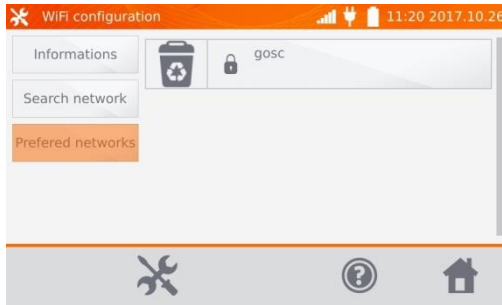 WiFi configuration
11:20 2017.10.26
Informations
gosc
Search network
Prefered networks